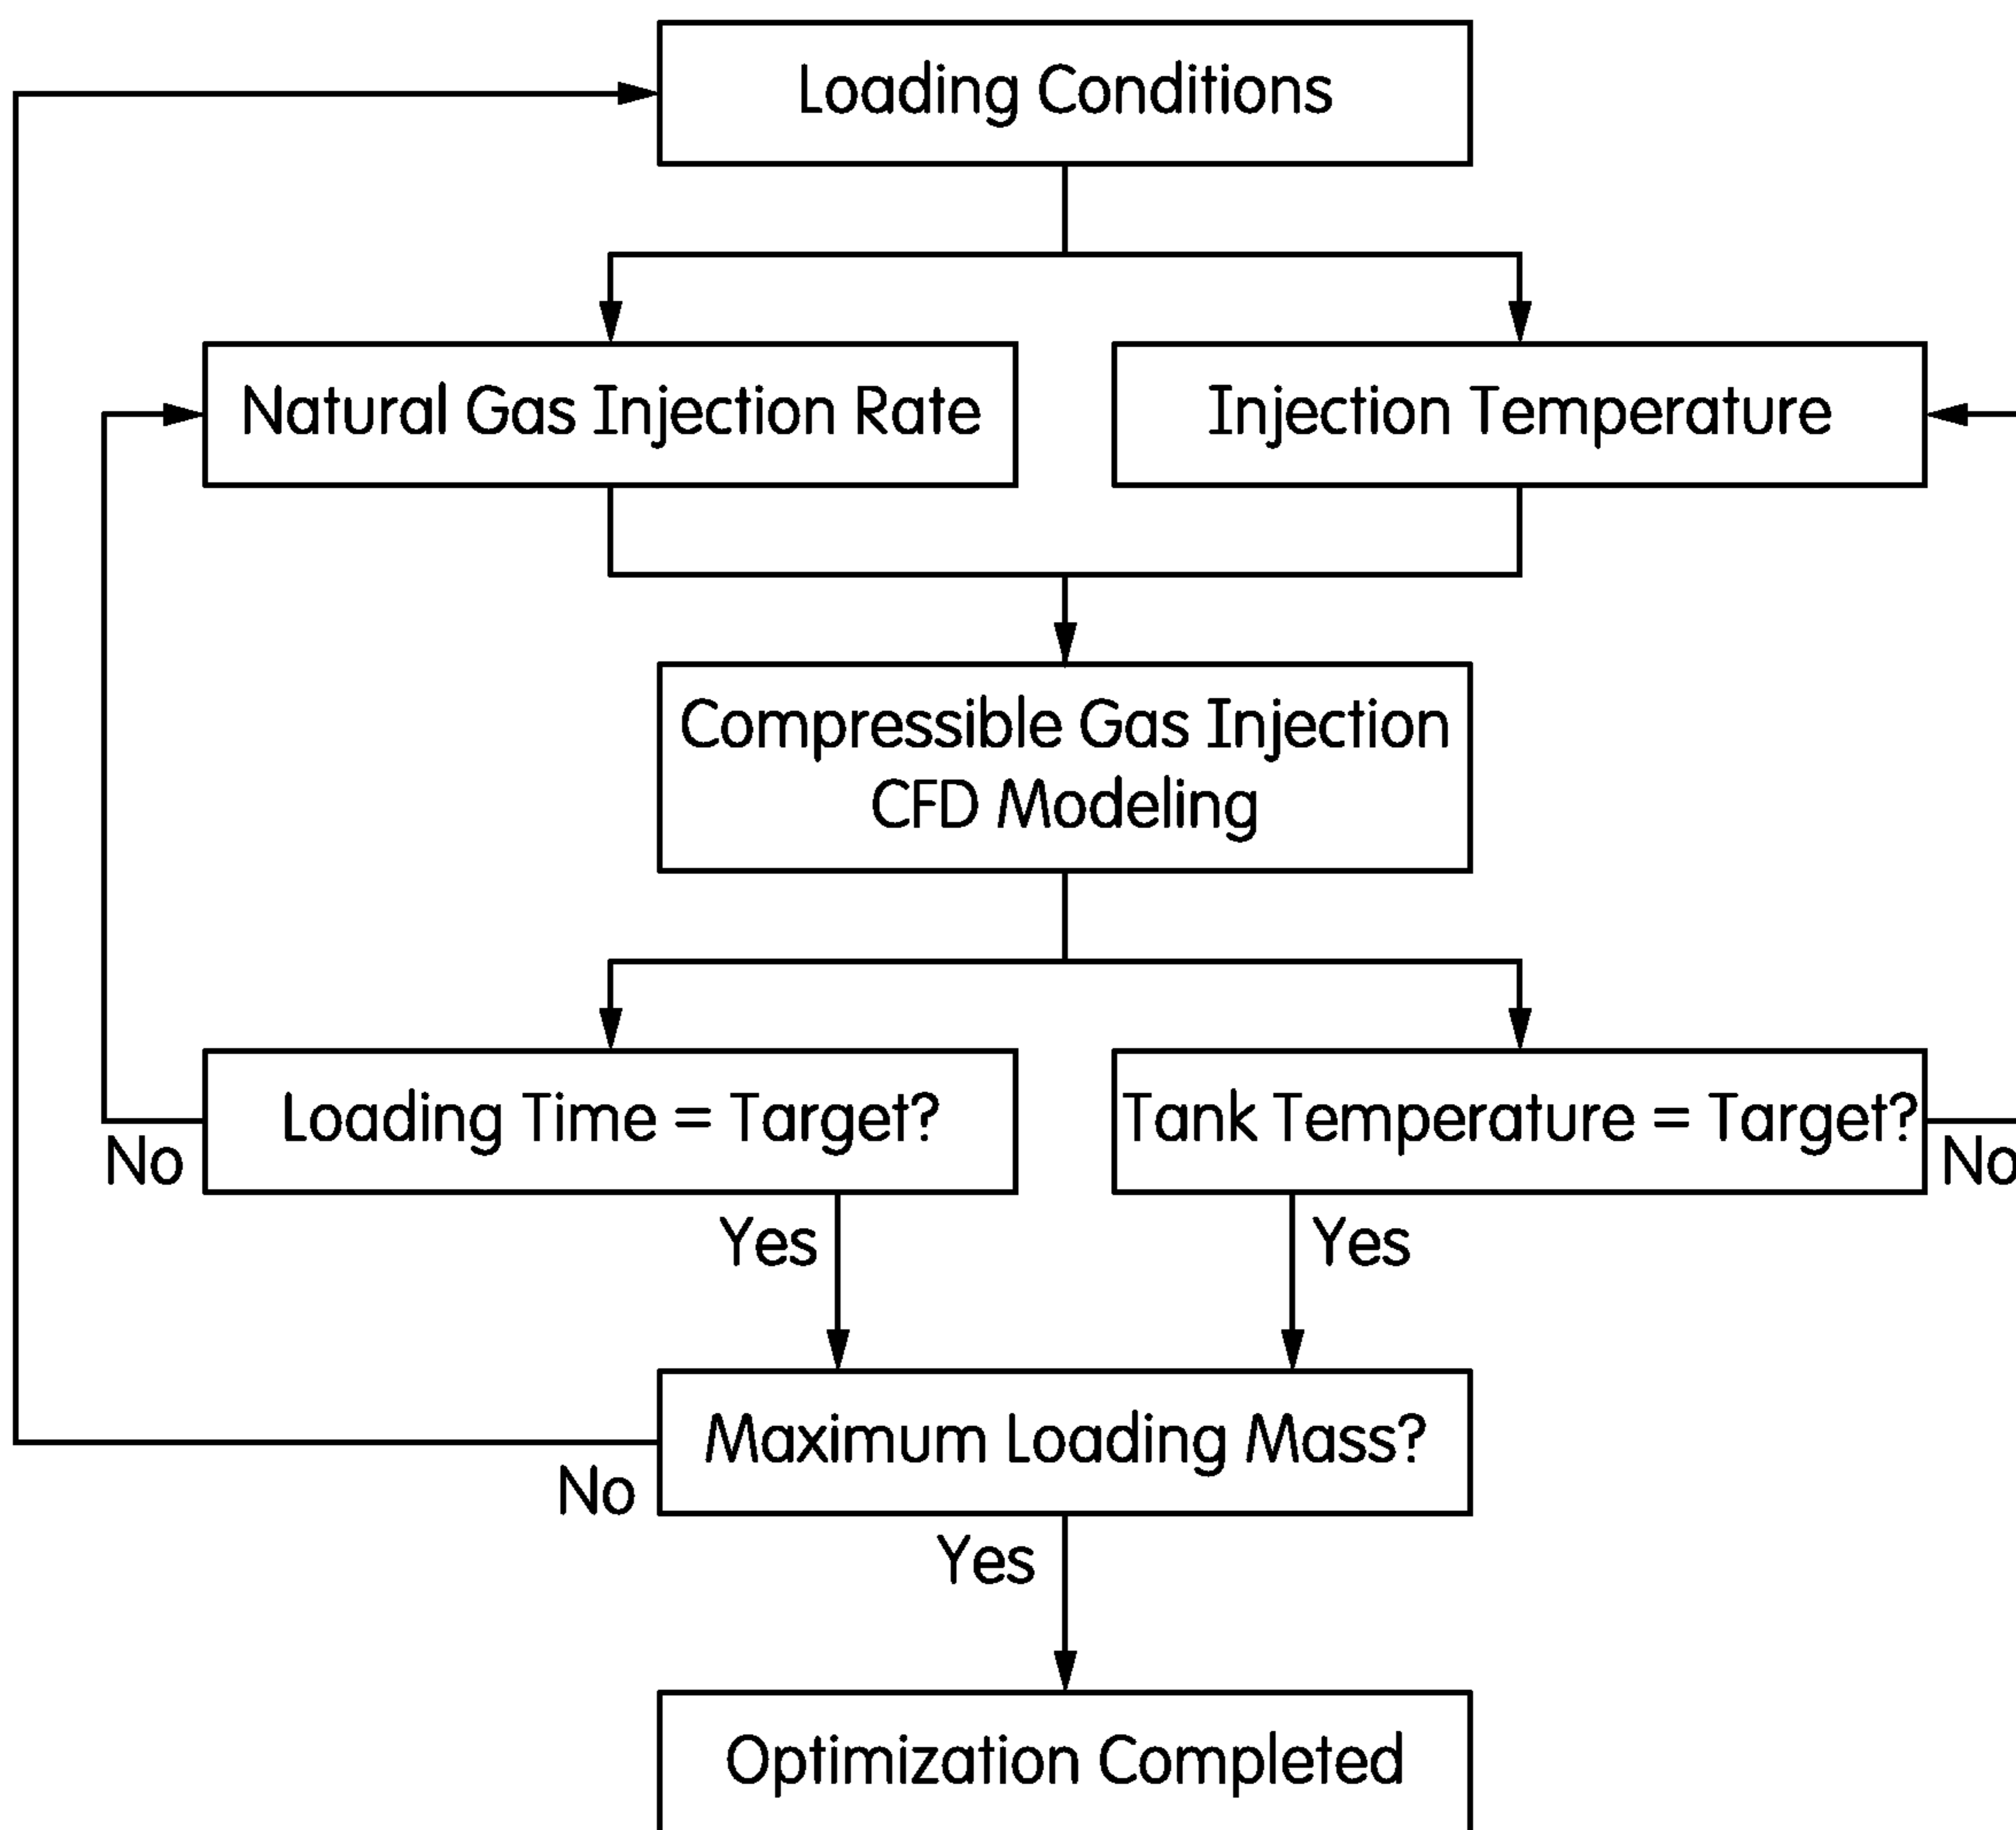 Loading Conditions
Natural Gas Injection Rate
Injection Temperature
Compressible Gas Injection
CFD Modeling
Loading Time = Target?
Tank Temperature = Target?
No
No
Yes
Yes
Maximum Loading Mass?
No
Yes
Optimization Completed